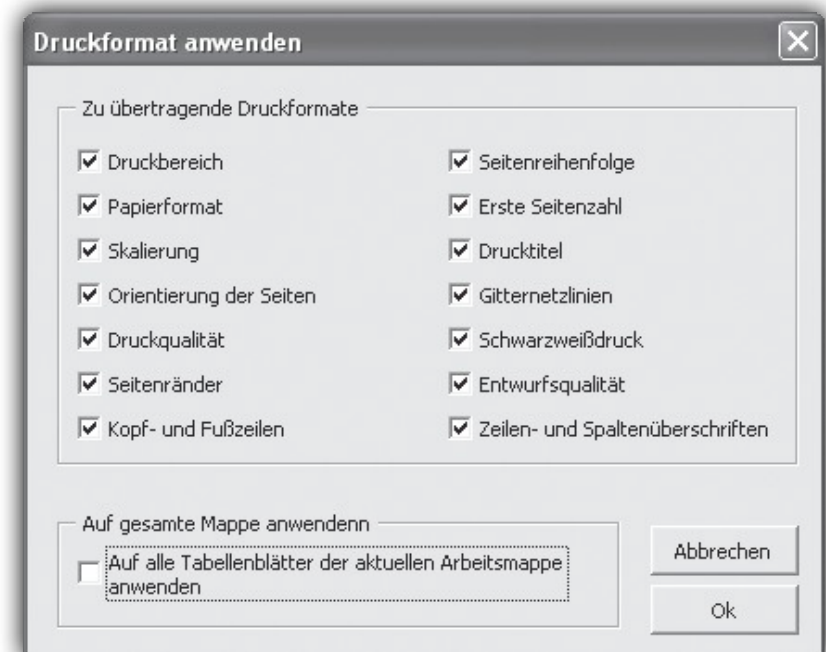 Druckformat anwenden
Zu übertragende Druckformate
Druckbereich
Papierformat
Skalierung
Orientierung der Seiten
Druckqualität
Seitenränder
Kopf- und Fußzeilen
Seitenreihenfolge
Erste Seitenzahl
Drucktitel
Gitternetzlinien
Schwarzweißdruck
Entwurfsqualität
Zeilen- und Spaltenüberschriften
Auf gesamte Mappe anwendenn
Auf alle Tabellenblätter der aktuellen Arbeitsmappe
anwenden
Abbrechen
Ok